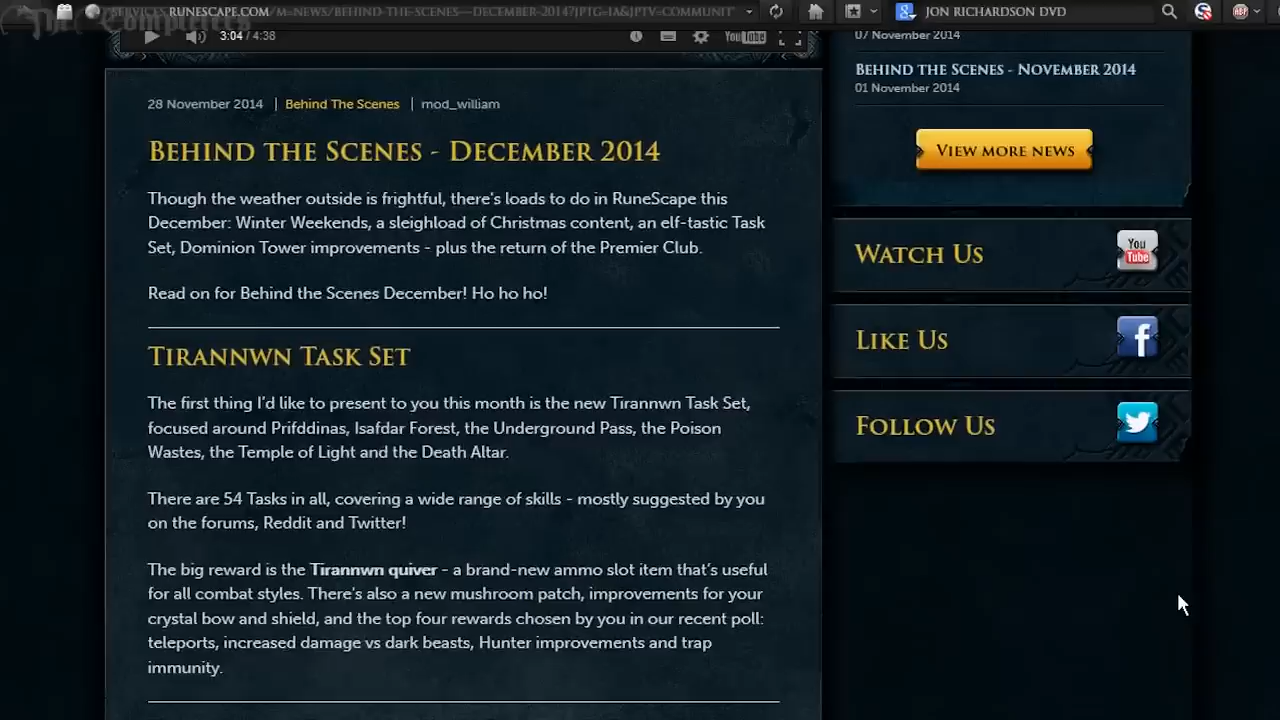 RUNESCAPE.COM/M=NEWS/BEHIND-THE-SCENES---DECEMBER-2014?JPTG=IA&JPTV=COMMUNIT
JON RICHARDSON DVD
3:04 / 4:38
YouTube
28 November 2014 | Behind The Scenes | mod_william
BEHIND THE SCENES - DECEMBER 2014
Though the weather outside is frightful, there's loads to do in RuneScape this
December: Winter Weekends, a sleighload of Christmas content, an elf-tastic Task
Set, Dominion Tower improvements - plus the return of the Premier Club.
Read on for Behind the Scenes December! Ho ho ho!
TIRANNWN TASK SET
The first thing I'd like to present to you this month is the new Tirannwn Task Set,
focused around Prifddinas, Isafdar Forest, the Underground Pass, the Poison
Wastes, the Temple of Light and the Death Altar.
There are 54 Tasks in all, covering a wide range of skills - mostly suggested by you
on the forums, Reddit and Twitter!
The big reward is the Tirannwn quiver - a brand-new ammo slot item that's useful
for all combat styles. There's also a new mushroom patch, improvements for your
crystal bow and shield, and the top four rewards chosen by you in our recent poll:
teleports, increased damage vs dark beasts, Hunter improvements and trap
immunity.
07 November 2014
BEHIND THE SCENES - NOVEMBER 2014
01 November 2014
VIEW MORE NEWS
WATCH US
You Tube
LIKE US
f
FOLLOW US